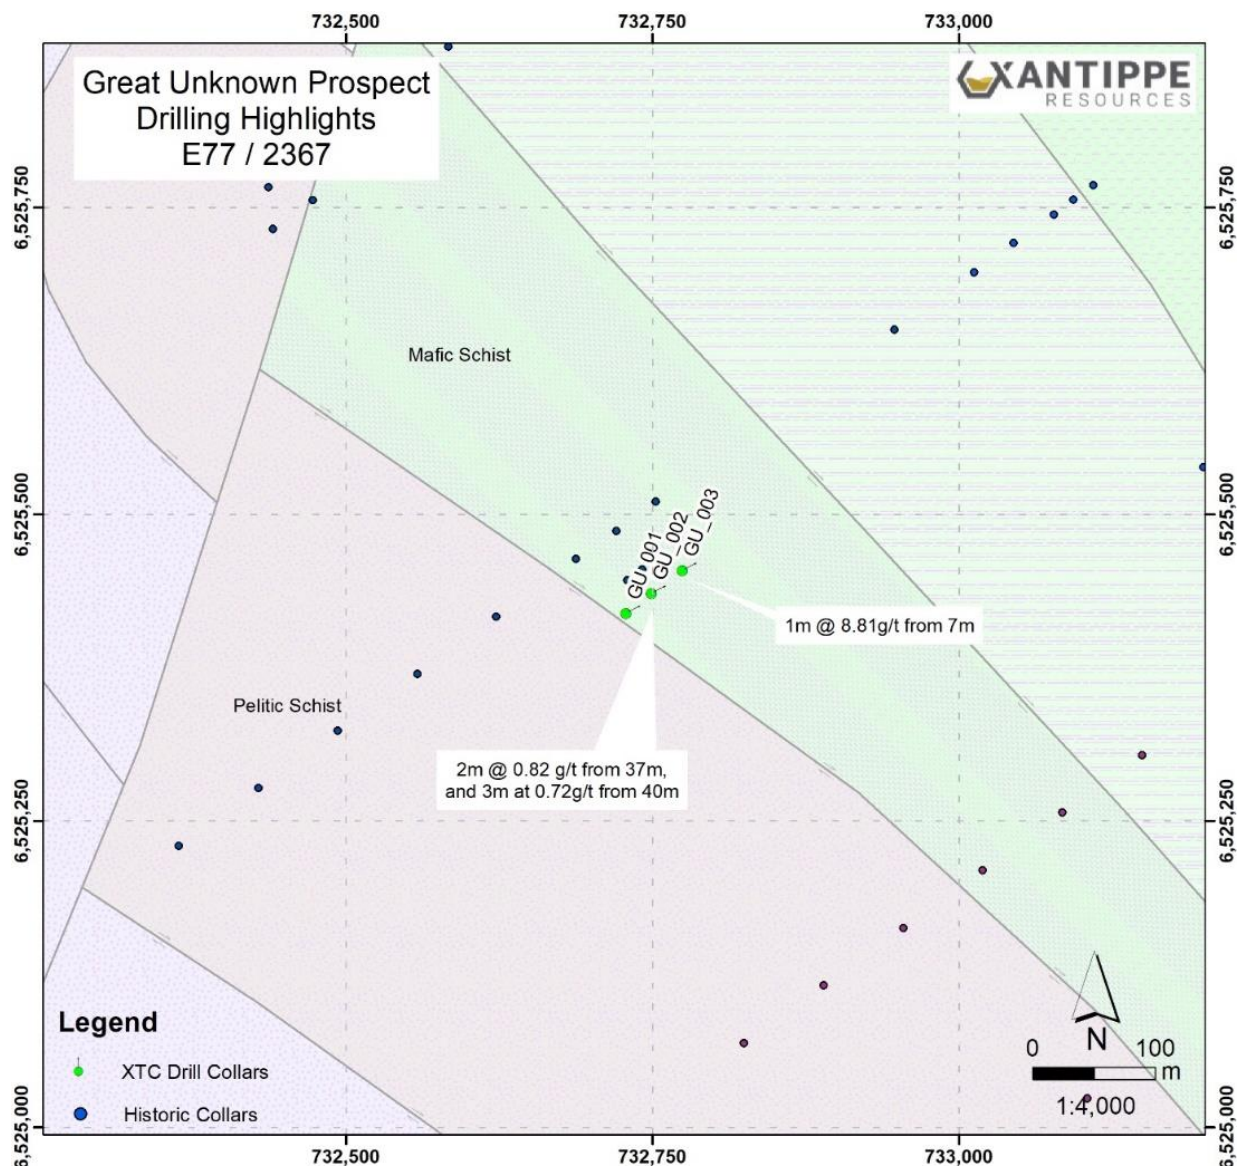 732,500
732,750
733,000
Great Unknown Prospect
Drilling Highlights
E77 / 2367
XANTIPPE
RESOURCES
6,525,750
6,525,750
Mafic Schist
6,525,500
6,525,500
GU_001
GU_002
GU_003
1m @ 8.81g/t from 7m
Pelitic Schist
2m @ 0.82 g/t from 37m,
and 3m at 0.72g/t from 40m
6,525,250
6,525,250
Legend
XTC Drill Collars
Historic Collars
N
0 100
m
1:4,000
6,525,000
6,525,000
732,500
732,750
733,000